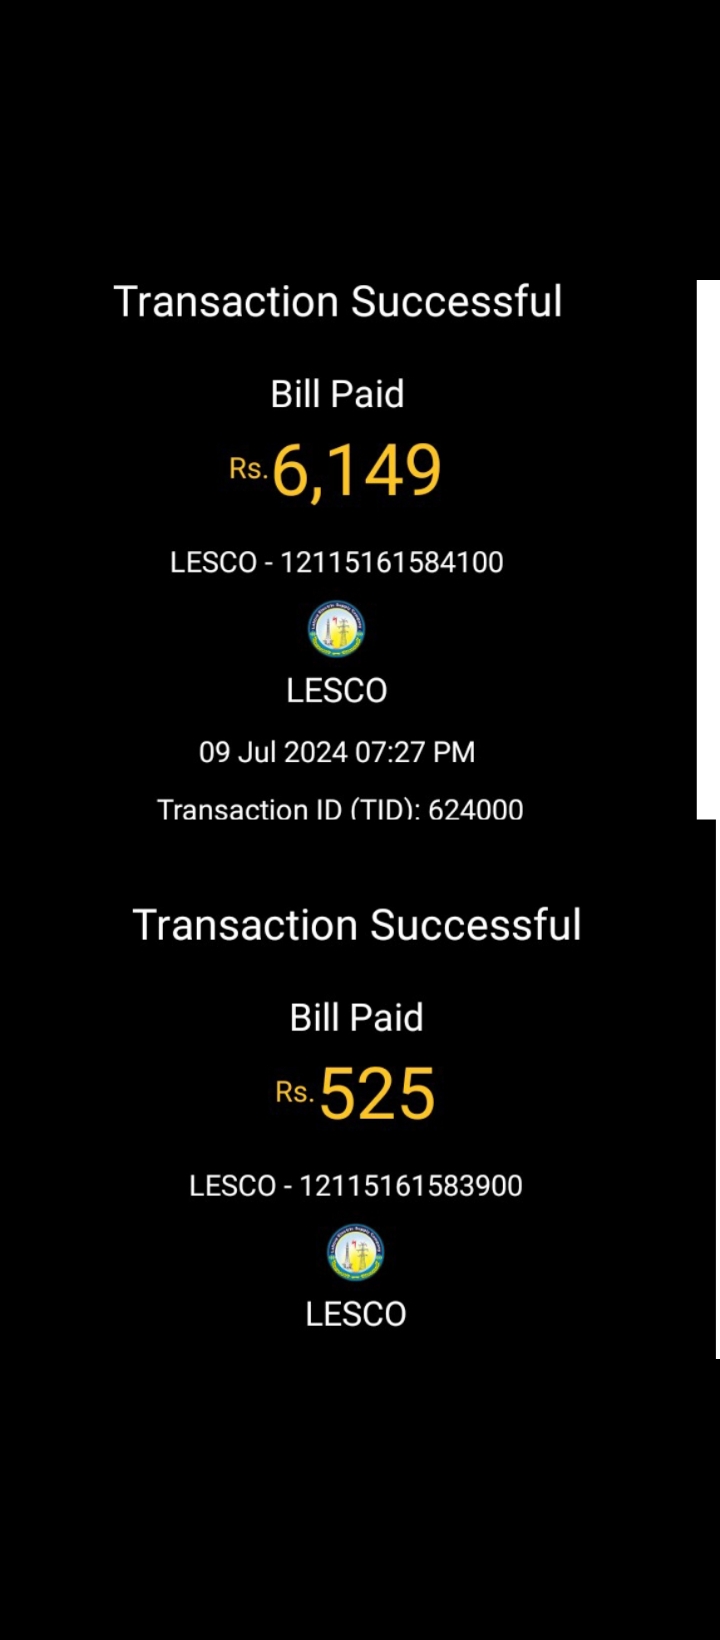 Transaction Successful
Bill Paid
Rs.6,149
LESCO - 12115161584100
LESCO
09 Jul 2024 07:27 PM
Transaction ID (TID): 624000
Transaction Successful
Bill Paid
Rs.525
LESCO - 12115161583900
LESCO